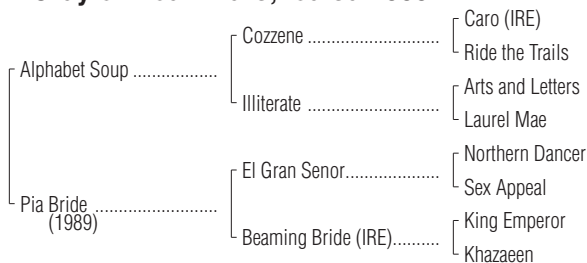 Caro (IRE)
Cozzene ........................
Ride the Trails
Alphabet Soup .................
Arts and Letters
Illiterate ..........................
Laurel Mae
Northern Dancer
El Gran Senor...................
Sex Appeal
Pia Bride ........................
(1989)
King Emperor
Beaming Bride (IRE)..........
Khazaeen